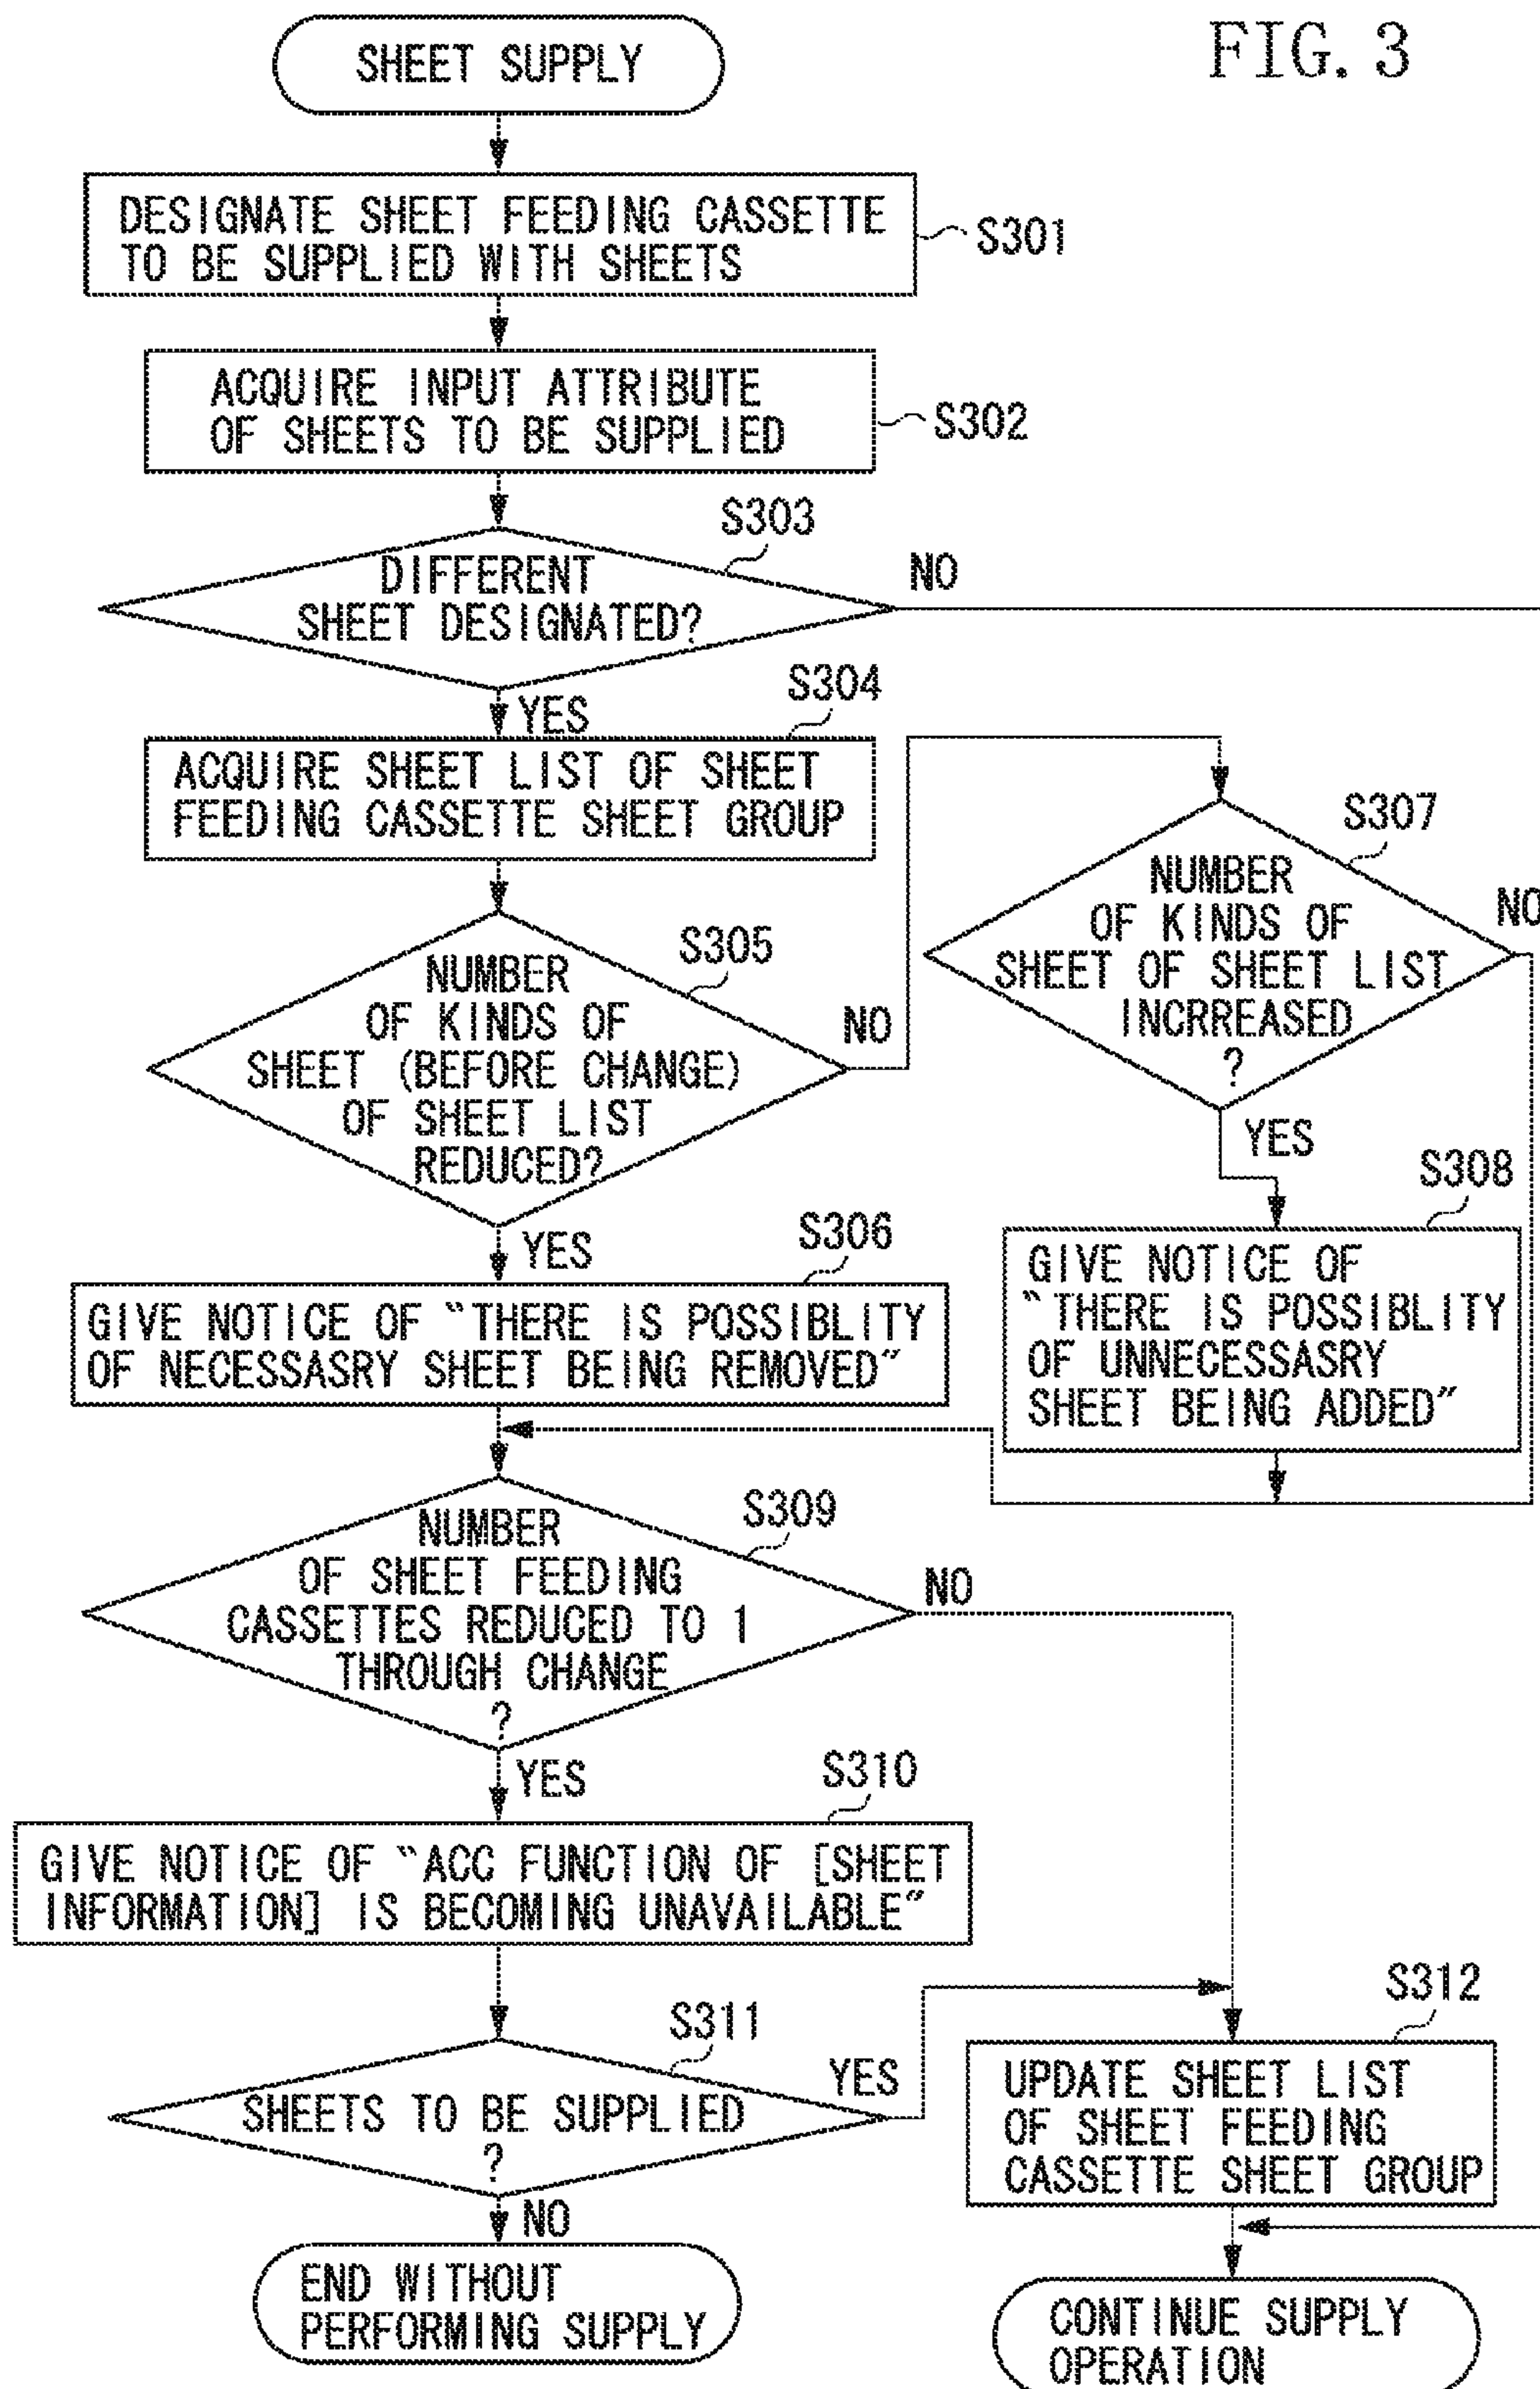 FIG. 3
SHEET SUPPLY
DESIGNATE SHEET FEEDING CASSETTE
TO BE SUPPLIED WITH SHEETS
S301
ACQUIRE INPUT ATTRIBUTE
OF SHEETS TO BE SUPPLIED
S302
S303
DIFFERENT
SHEET DESIGNATED?
NO
YES
S304
ACQUIRE SHEET LIST OF SHEET
FEEDING CASSETTE SHEET GROUP
S305
NUMBER
OF KINDS OF
SHEET (BEFORE CHANGE)
OF SHEET LIST
REDUCED?
NO
YES
S307
NUMBER
OF KINDS OF
SHEET OF SHEET LIST
INCRREASED
?
NO
YES
S306
GIVE NOTICE OF “THERE IS POSSIBLITY
OF NECESSASRY SHEET BEING REMOVED”
S308
GIVE NOTICE OF
“THERE IS POSSIBLITY
OF UNNECESSASRY
SHEET BEING ADDED”
S309
NUMBER
OF SHEET FEEDING
CASSETTES REDUCED TO 1
THROUGH CHANGE
?
NO
YES
S310
GIVE NOTICE OF “ACC FUNCTION OF [SHEET
INFORMATION] IS BECOMING UNAVAILABLE”
S311
SHEETS TO BE SUPPLIED
?
YES
NO
S312
UPDATE SHEET LIST
OF SHEET FEEDING
CASSETTE SHEET GROUP
END WITHOUT
PERFORMING SUPPLY
CONTINUE SUPPLY
OPERATION